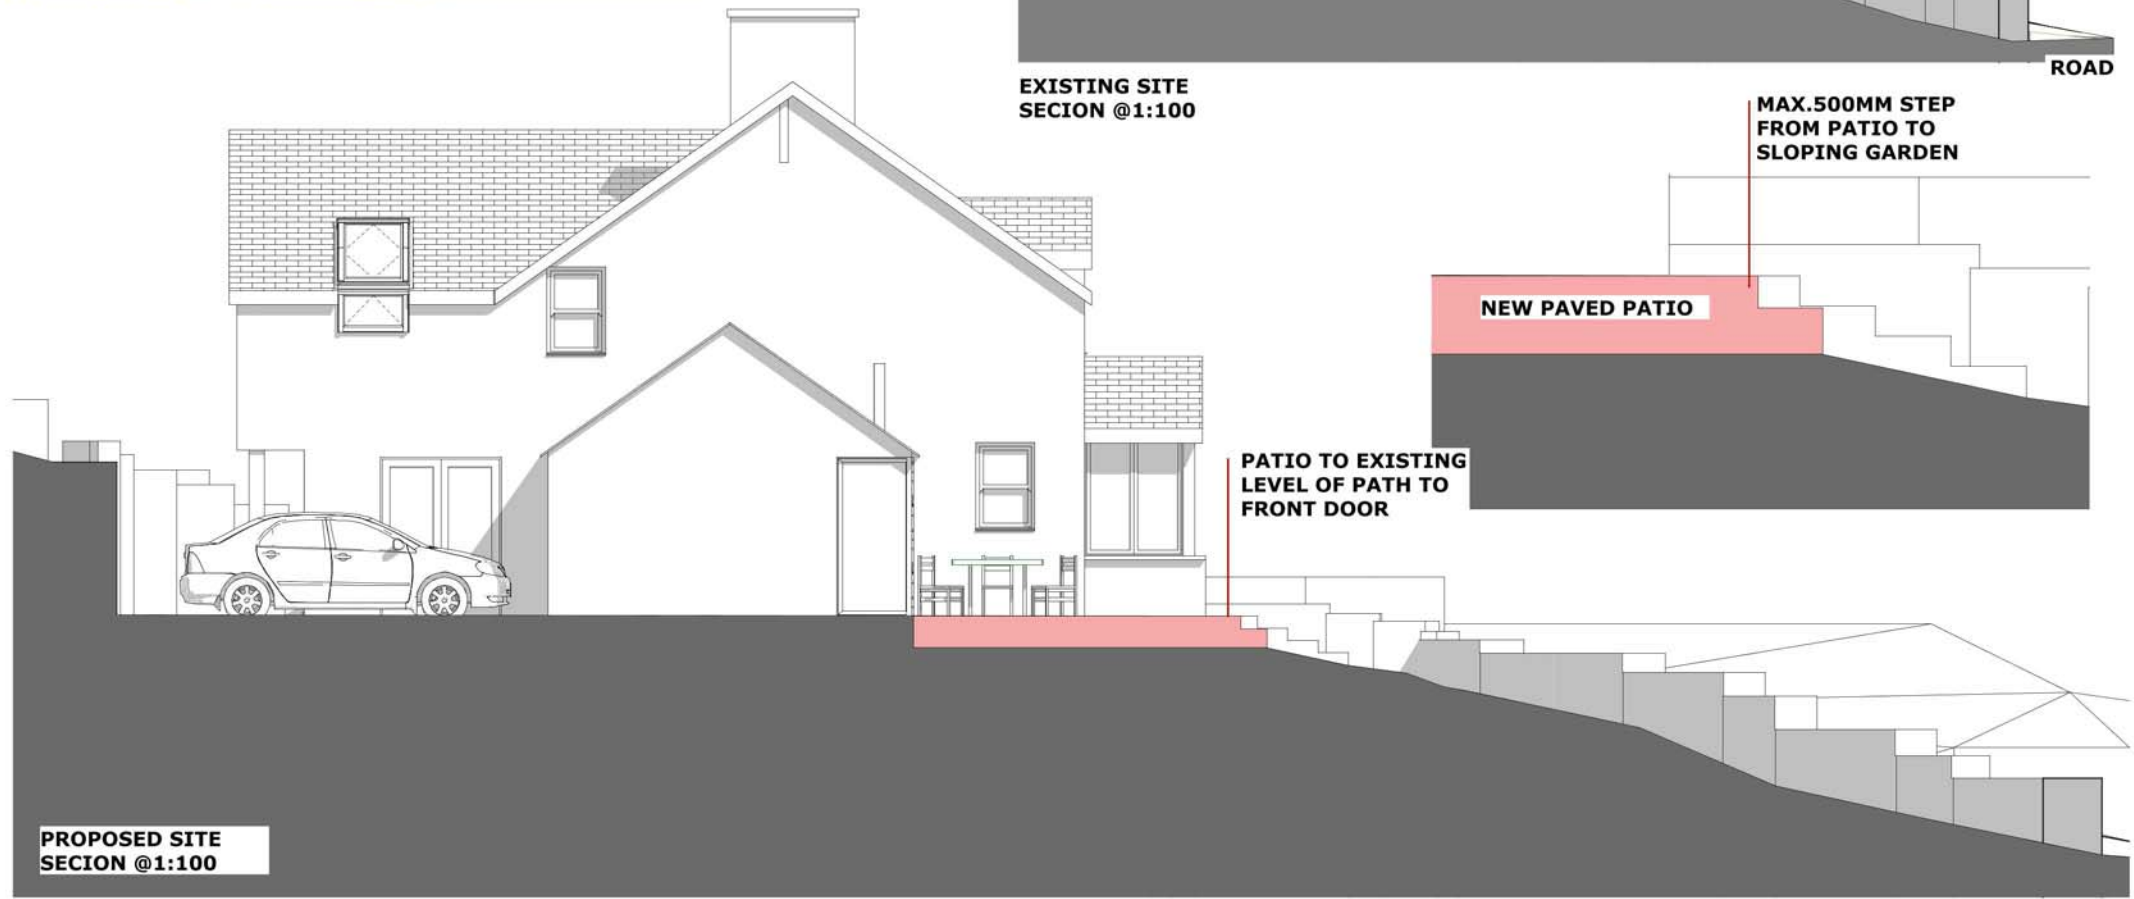 EXISTING SITE
SECION @1:100
ROAD
MAX.500MM STEP
FROM PATIO TO
SLOPING GARDEN
NEW PAVED PATIO
PATIO TO EXISTING
LEVEL OF PATH TO
FRONT DOOR
PROPOSED SITE
SECION @1:100